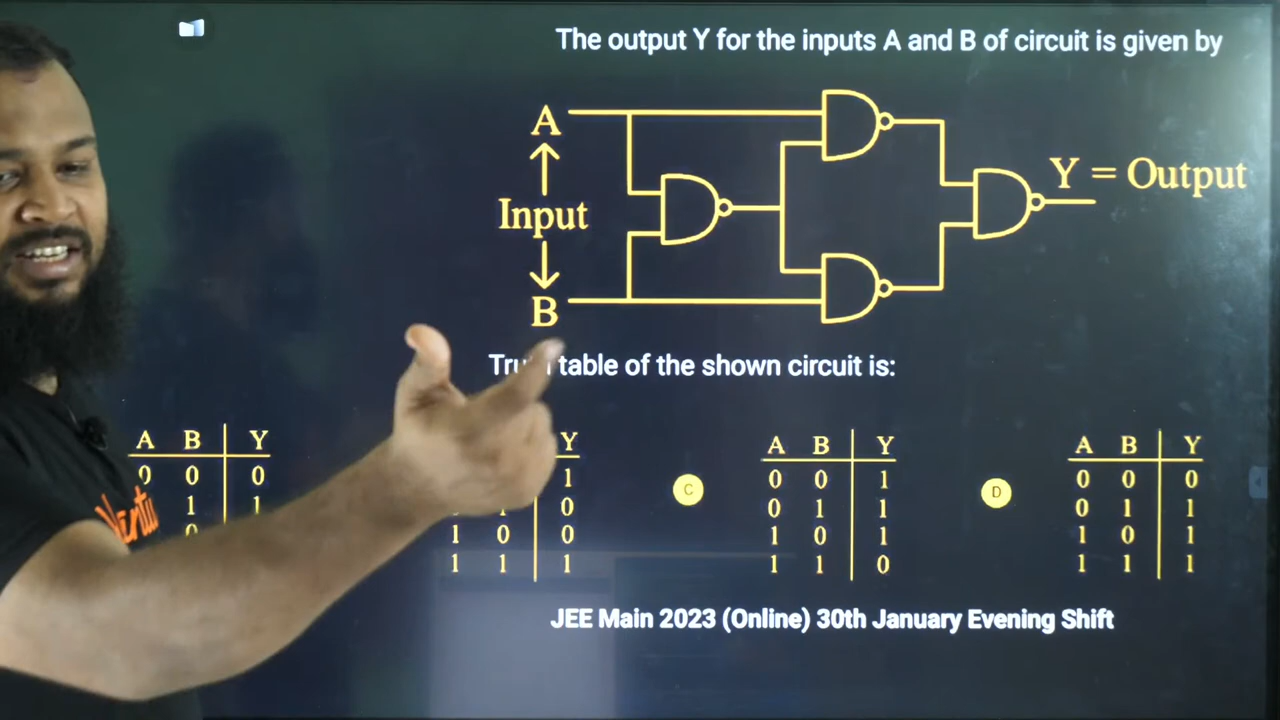 The output Y for the inputs A and B of circuit is given by
A
Input
B
Y = Output
table of the shown circuit is:
A B Y
0 0 0
1 1
0
Y
1
0
1 0 0
1 1 1
C
A B Y
0 0 1
0 1 1
1 0 1
1 1 0
D
A B Y
0 0 0
0 1 1
1 0 1
1 1 1
JEE Main 2023 (Online) 30th January Evening Shift